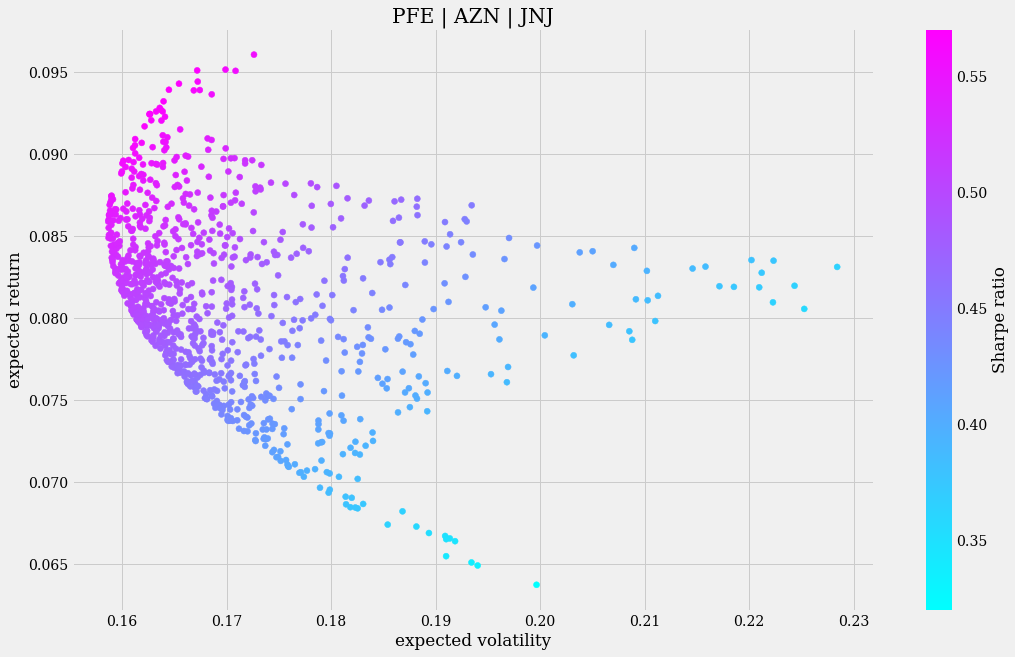 PFE | AZN | JNJ
0.095
0.090
0.085
0.080
0.075
0.070
0.065
expected return
0.16 0.17 0.18 0.19 0.20 0.21 0.22 0.23
expected volatility
0.55
0.50
0.45
0.40
0.35
Sharpe ratio